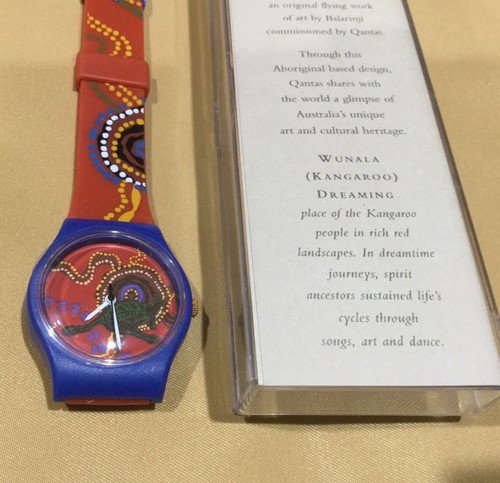 an original flying work
of art by Balarinji
commissioned by Qantas.
Through this
Aboriginal based design,
Qantas shares with
the world a glimpse of
Australia's unique
art and cultural heritage.
WUNALA
(KANGAROO)
DREAMING
place of the Kangaroo
people in rich red
landscapes. In dreamtime
journeys, spirit
ancestors sustained life's
cycles through
songs, art and dance.